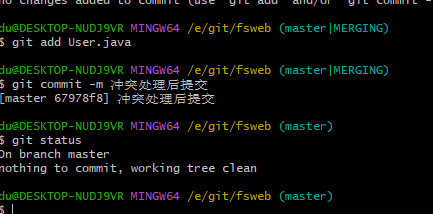 no changes added to commit (use "git add" and/or "git commit -
du@DESKTOP-NUDJ9VR MINGW64 /e/git/fsweb (master|MERGING)
$ git add User.java
du@DESKTOP-NUDJ9VR MINGW64 /e/git/fsweb (master|MERGING)
$ git commit -m 冲突处理后提交
[master 67978f8] 冲突处理后提交
du@DESKTOP-NUDJ9VR MINGW64 /e/git/fsweb (master)
$ git status
On branch master
nothing to commit, working tree clean
du@DESKTOP-NUDJ9VR MINGW64 /e/git/fsweb (master)
$